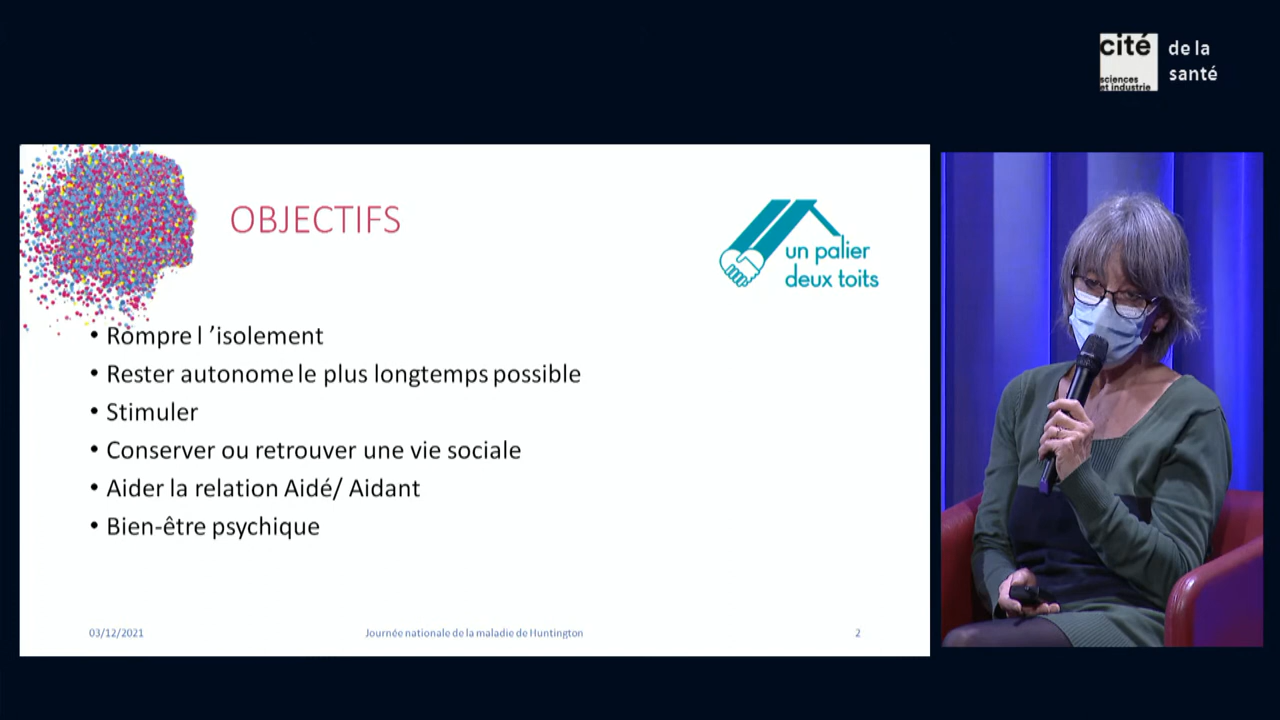 cité
sciences
et industrie
de la
santé
OBJECTIFS
un palier
deux toits
• Rompre l ’isolement
• Rester autonome le plus longtemps possible
• Stimuler
• Conserver ou retrouver une vie sociale
• Aider la relation Aidé/ Aidant
• Bien-être psychique
03/12/2021
Journée nationale de la maladie de Huntington
2